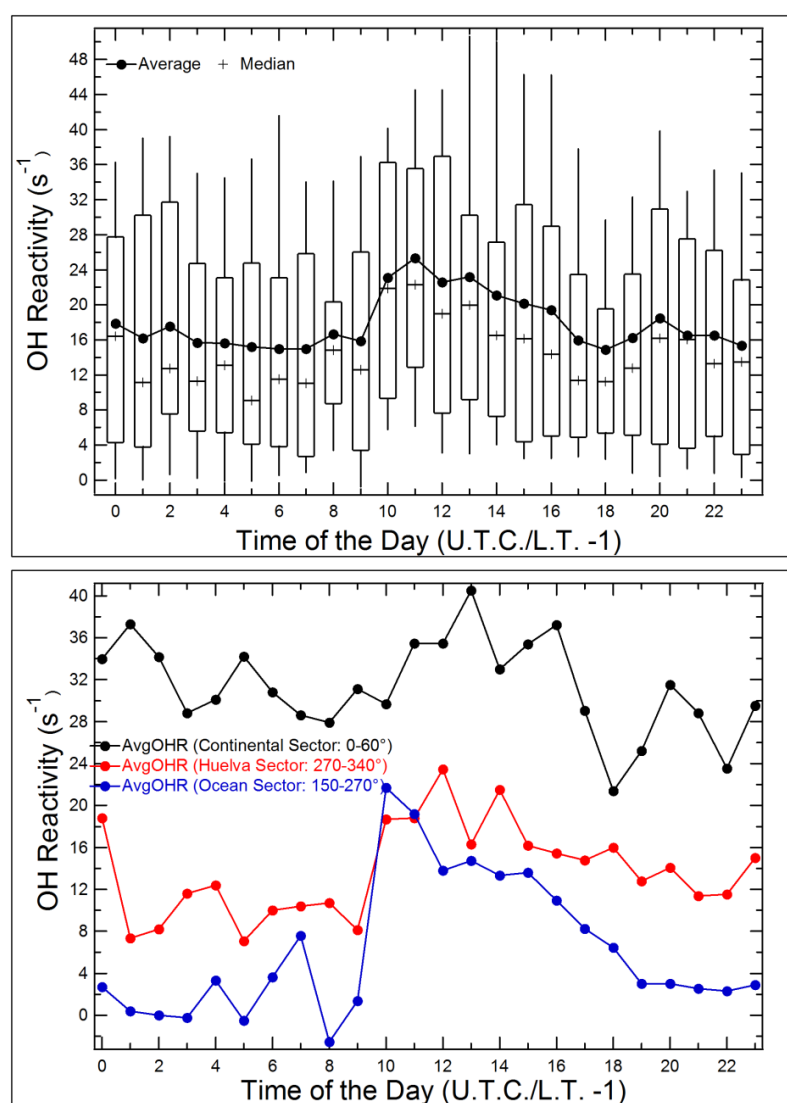 48
44
40
36
32
28
24
20
16
12
8
4
0
OH Reactivity (s-1)
Average
Median
0 2 4 6 8 10 12 14 16 18 20 22
Time of the Day (U.T.C./L.T. -1)
40
36
32
28
24
20
16
12
8
4
0
OH Reactivity (s-1)
AvgOHR (Continental Sector: 0-60°)
AvgOHR (Huelva Sector: 270-340°)
AvgOHR (Ocean Sector: 150-270°)
0 2 4 6 8 10 12 14 16 18 20 22
Time of the Day (U.T.C./L.T. -1)